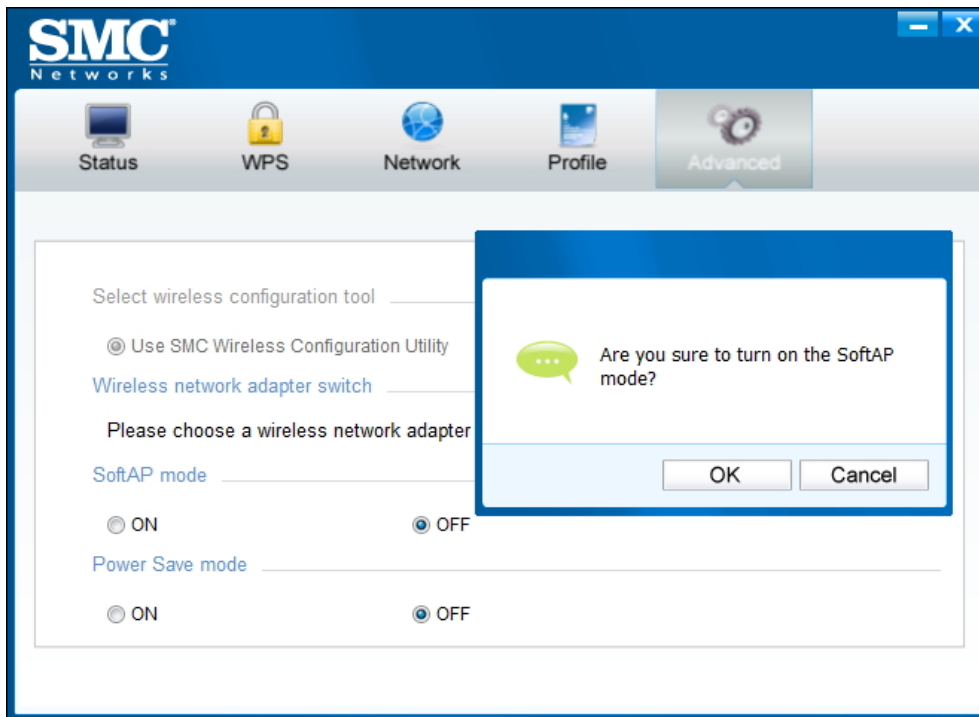 SMC®
Networks
Status WPS Network Profile Advanced
Select wireless configuration tool
Use SMC Wireless Configuration Utility
Wireless network adapter switch
Please choose a wireless network adapter
SoftAP mode
ON OFF
Power Save mode
ON OFF
Are you sure to turn on the SoftAP
mode?
OK Cancel